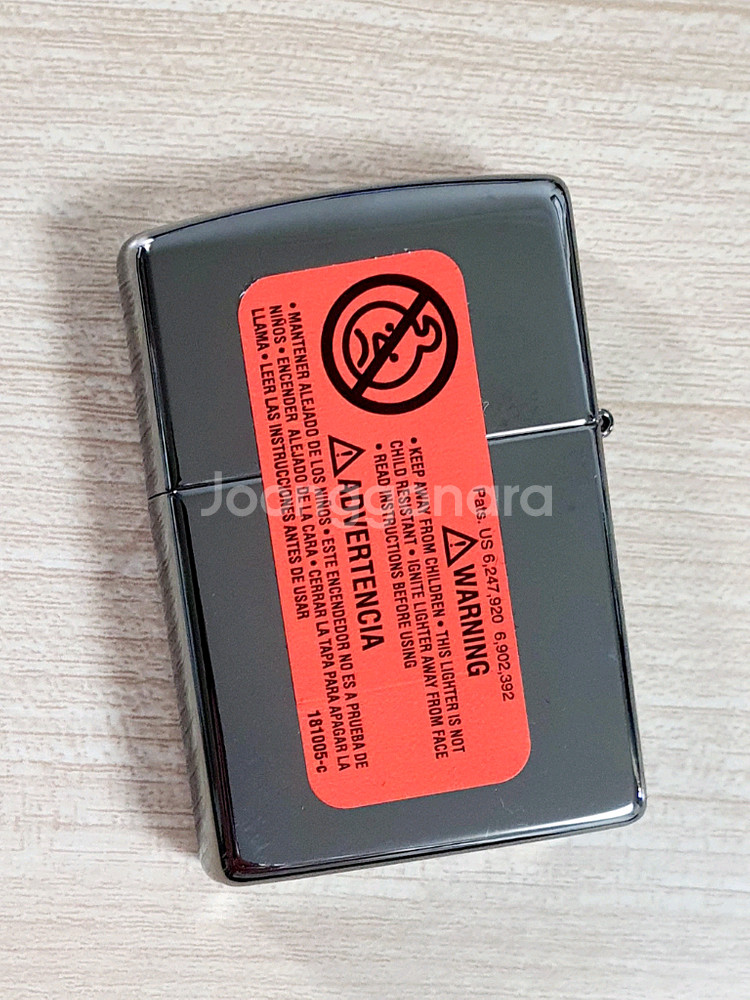 Pats. US 6,247,920  6,902,392
⚠WARNING
• KEEP AWAY FROM CHILDREN • THIS LIGHTER IS NOT
CHILD RESISTANT • IGNITE LIGHTER AWAY FROM FACE
• READ INSTRUCTIONS BEFORE USING
⚠ADVERTENCIA
• MANTENER ALEJADO DE LOS NIÑOS • ESTE ENCENDEDOR NO ES A PRUEBA DE
NIÑOS • ENCENDER ALEJADO DE LA CARA • CERRAR LA TAPA PARA APAGAR LA
LLAMA • LEER LAS INSTRUCCIONES ANTES DE USAR
181005-c
Joonggonara